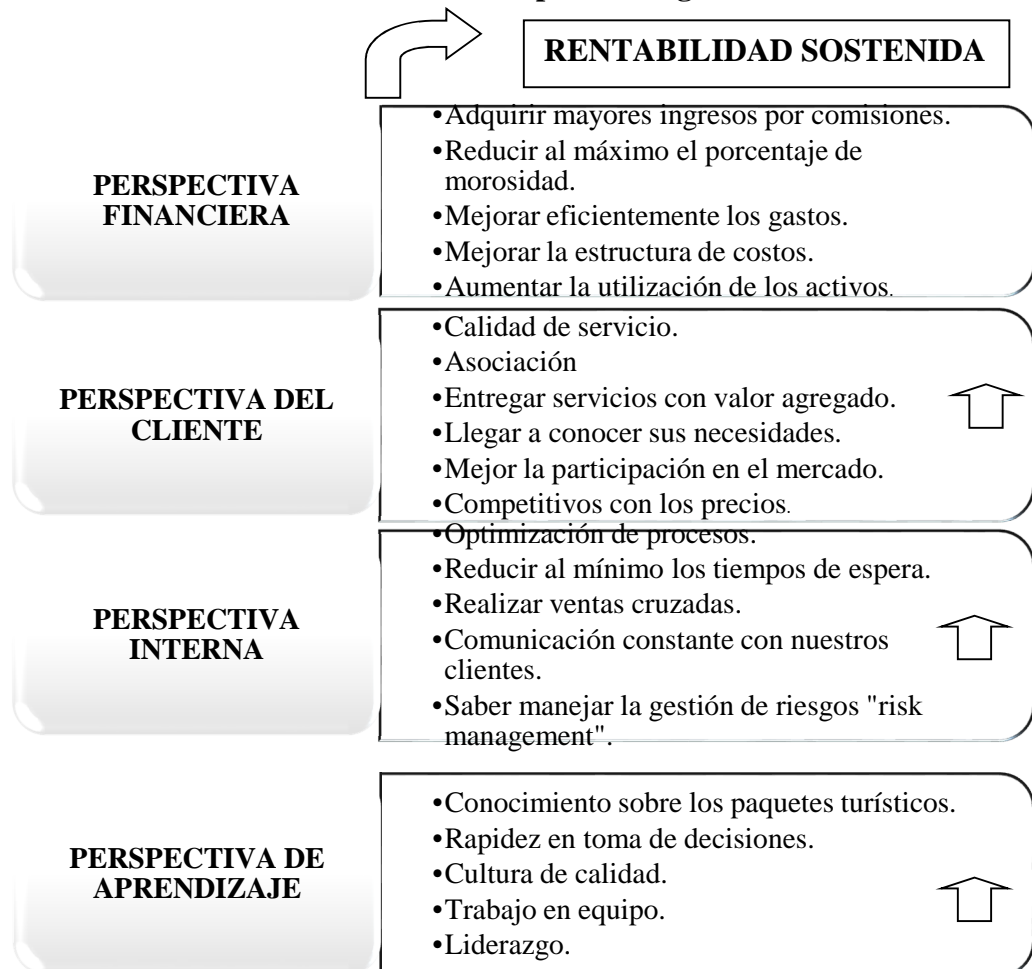 RENTABILIDAD SOSTENIDA
PERSPECTIVA
FINANCIERA
•Adquirir mayores ingresos por comisiones.
•Reducir al máximo el porcentaje de
morosidad.
•Mejorar eficientemente los gastos.
•Mejorar la estructura de costos.
•Aumentar la utilización de los activos.
PERSPECTIVA DEL
CLIENTE
•Calidad de servicio.
•Asociación
•Entregar servicios con valor agregado.
•Llegar a conocer sus necesidades.
•Mejor la participación en el mercado.
•Competitivos con los precios.
PERSPECTIVA
INTERNA
•Optimización de procesos.
•Reducir al mínimo los tiempos de espera.
•Realizar ventas cruzadas.
•Comunicación constante con nuestros
clientes.
•Saber manejar la gestión de riesgos "risk
management".
PERSPECTIVA DE
APRENDIZAJE
•Conocimiento sobre los paquetes turísticos.
•Rapidez en toma de decisiones.
•Cultura de calidad.
•Trabajo en equipo.
•Liderazgo.